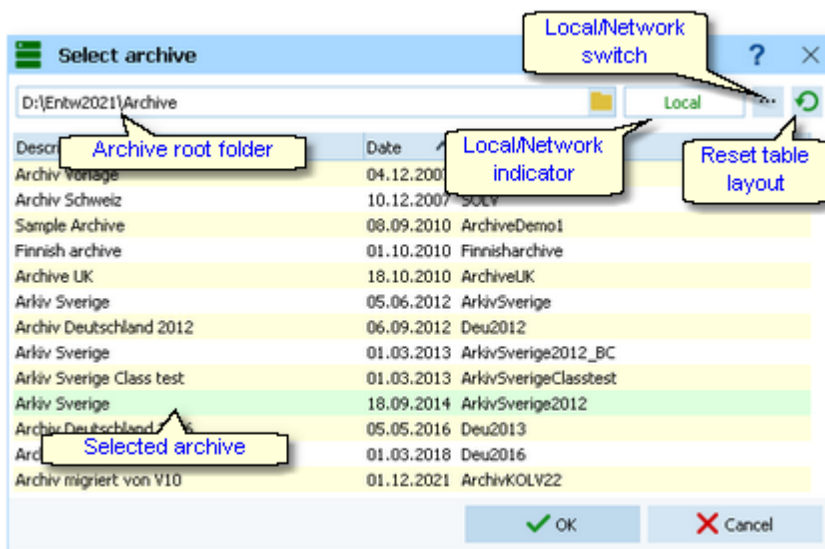 Local/Network
switch
Select archive
?
D:\Entw2021\Archive
Local
...
Archive root folder
Local/Network
indicator
Reset table
layout
Date
Archiv Vorlage 04.12.2007
Archiv Schweiz 10.12.2007 SOLV
Sample Archive 08.09.2010 ArchiveDemo1
Finnish archive 01.10.2010 Finnisharchive
Archive UK 18.10.2010 ArchiveUK
Arkiv Sverige 05.06.2012 ArkivSverige
Archiv Deutschland 2012 06.09.2012 Deu2012
Arkiv Sverige 01.03.2013 ArkivSverige2012_BC
Arkiv Sverige Class test 01.03.2013 ArkivSverigeClasstest
Arkiv Sverige 18.09.2014 ArkivSverige2012
Archiv Deutschland 05.05.2016 Deu2013
Selected archive
01.03.2018 Deu2016
Archiv migriert von V10 01.12.2021 ArchivKOLV22
OK Cancel